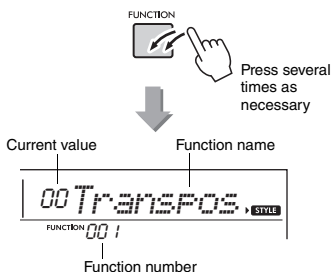 FUNCTION
Press several
times as
necessary
Current value
Function name
00 Transpos STYLE
FUNCTION 001
Function number